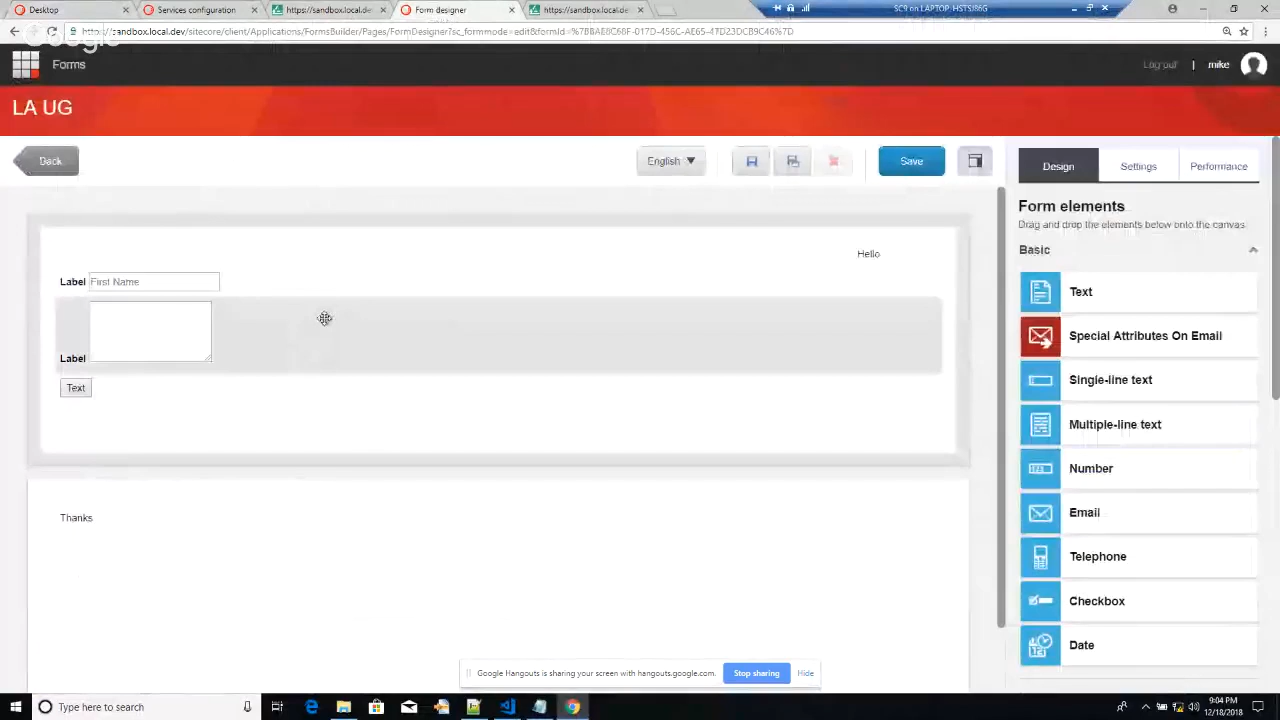 Desktop
Services configuration
https://sandbox.local.dev/
Form designer
https://sandbox.local.dev/
SC9 on LAPTOP-HSTSI86G
Google
Forms
Log out | mike
LA UG
Back
English
Save
Design
Settings
Performance
Form elements
Drag and drop the elements below onto the canvas.
Basic
Hello
Label First Name
Label
Text
Thanks
Text
Special Attributes On Email
Single-line text
Multiple-line text
Number
Email
Telephone
Checkbox
Date
Google Hangouts is sharing your screen with hangouts.google.com.
Stop sharing
Hide
Type here to search
9:04 PM
12/18/2018